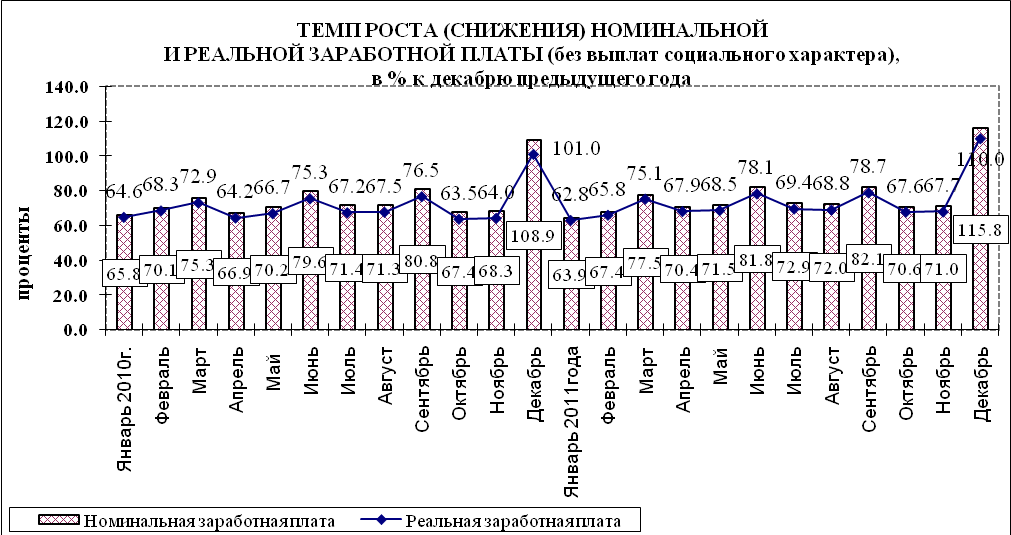 ТЕМП РОСТА (СНИЖЕНИЯ) НОМИНАЛЬНОЙ
И РЕАЛЬНОЙ ЗАРАБОТНОЙ ПЛАТЫ (без выплат социального характера),
в % к декабрю предыдущего года
проценты
140.0
120.0
100.0
80.0
60.0
40.0
20.0
0.0
64.6 68.3 72.9 64.2 66.7 75.3 67.2 67.5 76.5 63.5 64.0 101.0 62.8 65.8 75.1 67.9 68.5 78.1 69.4 68.8 78.7 67.6 67.7 110.0
65.8 70.1 75.3 66.9 70.2 79.6 71.4 71.3 80.8 67.4 68.3 108.9 63.9 67.4 77.5 70.4 71.5 81.8 72.9 72.0 82.1 70.6 71.0 115.8
Январь 2010г.
Февраль
Март
Апрель
Май
Июнь
Июль
Август
Сентябрь
Октябрь
Ноябрь
Декабрь
Январь 2011года
Февраль
Март
Апрель
Май
Июнь
Июль
Август
Сентябрь
Октябрь
Ноябрь
Декабрь
Номинальная заработная плата
Реальная заработная плата